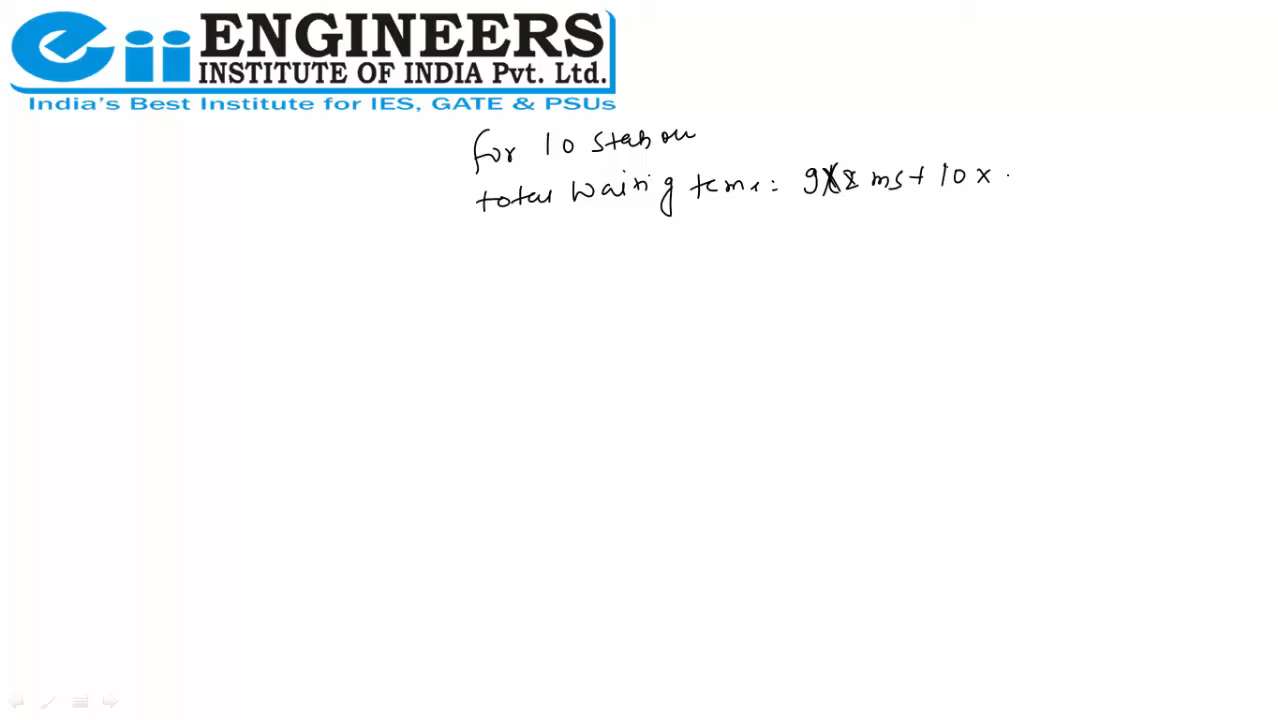 eii ENGINEERS
INSTITUTE OF INDIA Pvt. Ltd.
India's Best Institute for IES, GATE & PSUs
for 10 station
total waiting time: 9 ms + 10 x